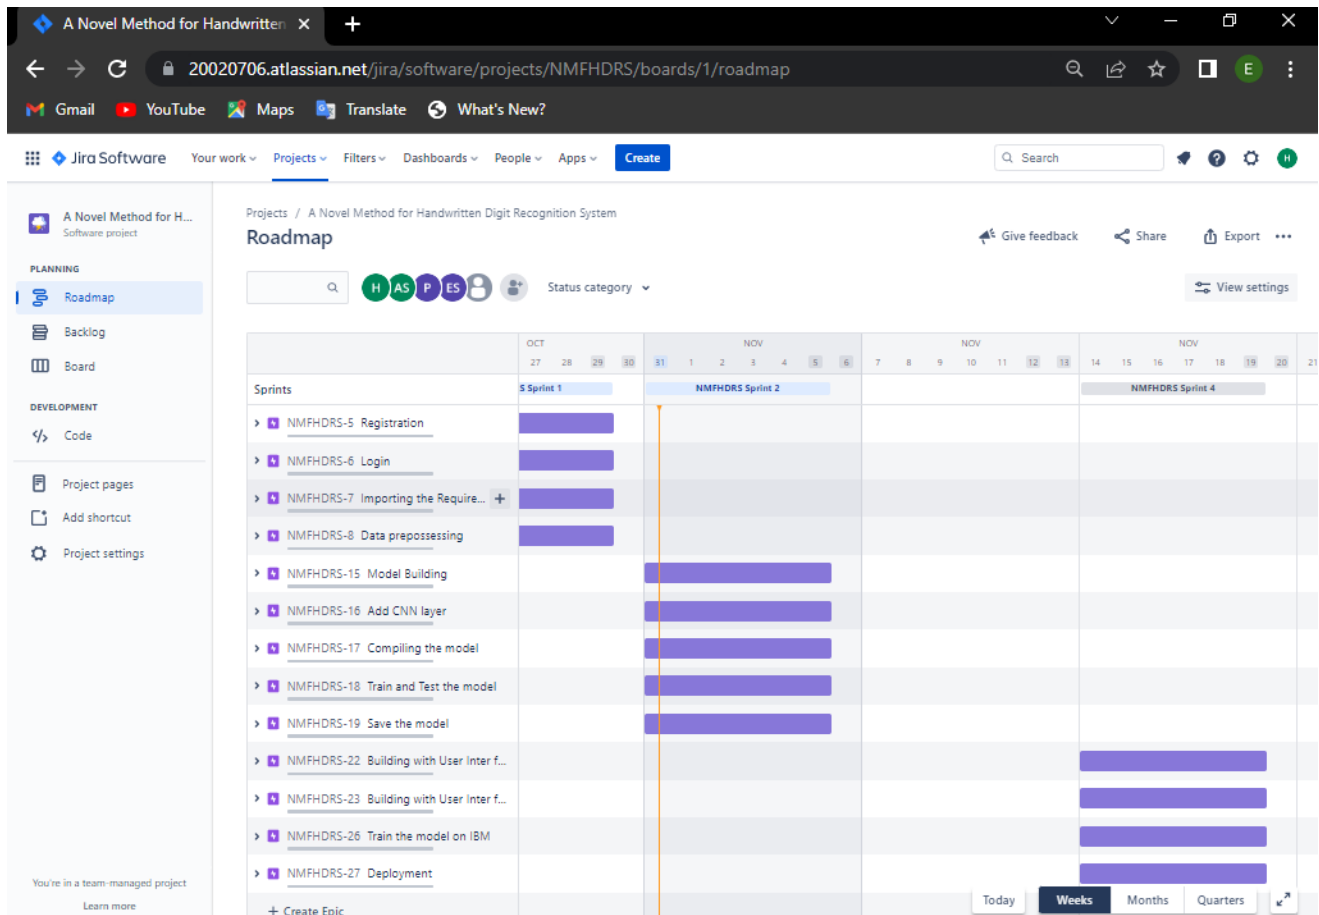 A Novel Method for Handwritten
20020706.atlassian.net/jira/software/projects/NMFHDRS/boards/1/roadmap
E
Gmail YouTube Maps Translate What's New?
Jira Software Your work Projects Filters Dashboards People Apps Create Search H
A Novel Method for H...
Software project
PLANNING
Roadmap
Backlog
Board
DEVELOPMENT
Code
Project pages
Add shortcut
Project settings
You're in a team-managed project
Learn more
Projects / A Novel Method for Handwritten Digit Recognition System
Roadmap
Give feedback Share Export
H AS P ES Status category View settings
OCT NOV NOV NOV
27 28 29 30 31 1 2 3 4 5 6 7 8 9 10 11 12 13 14 15 16 17 18 19 20 21
Sprints S Sprint 1 NMFHDRS Sprint 2 NMFHDRS Sprint 4
NMFHDRS-5 Registration
NMFHDRS-6 Login
NMFHDRS-7 Importing the Require...
NMFHDRS-8 Data prepossessing
NMFHDRS-15 Model Building
NMFHDRS-16 Add CNN layer
NMFHDRS-17 Compiling the model
NMFHDRS-18 Train and Test the model
NMFHDRS-19 Save the model
NMFHDRS-22 Building with User Inter f...
NMFHDRS-23 Building with User Inter f...
NMFHDRS-26 Train the model on IBM
NMFHDRS-27 Deployment
+ Create Epic
Today Weeks Months Quarters